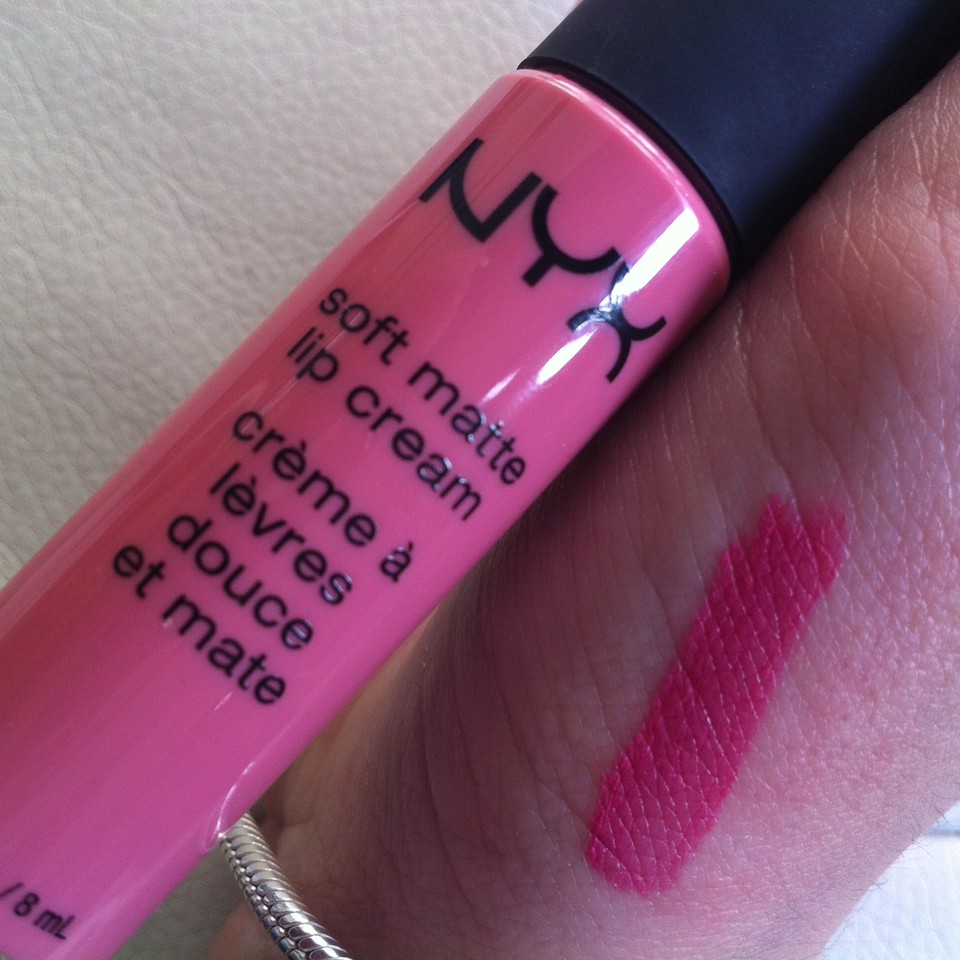 NYX
soft matte
lip cream
crème à
lèvres
douce
et mate
/ 8 mL